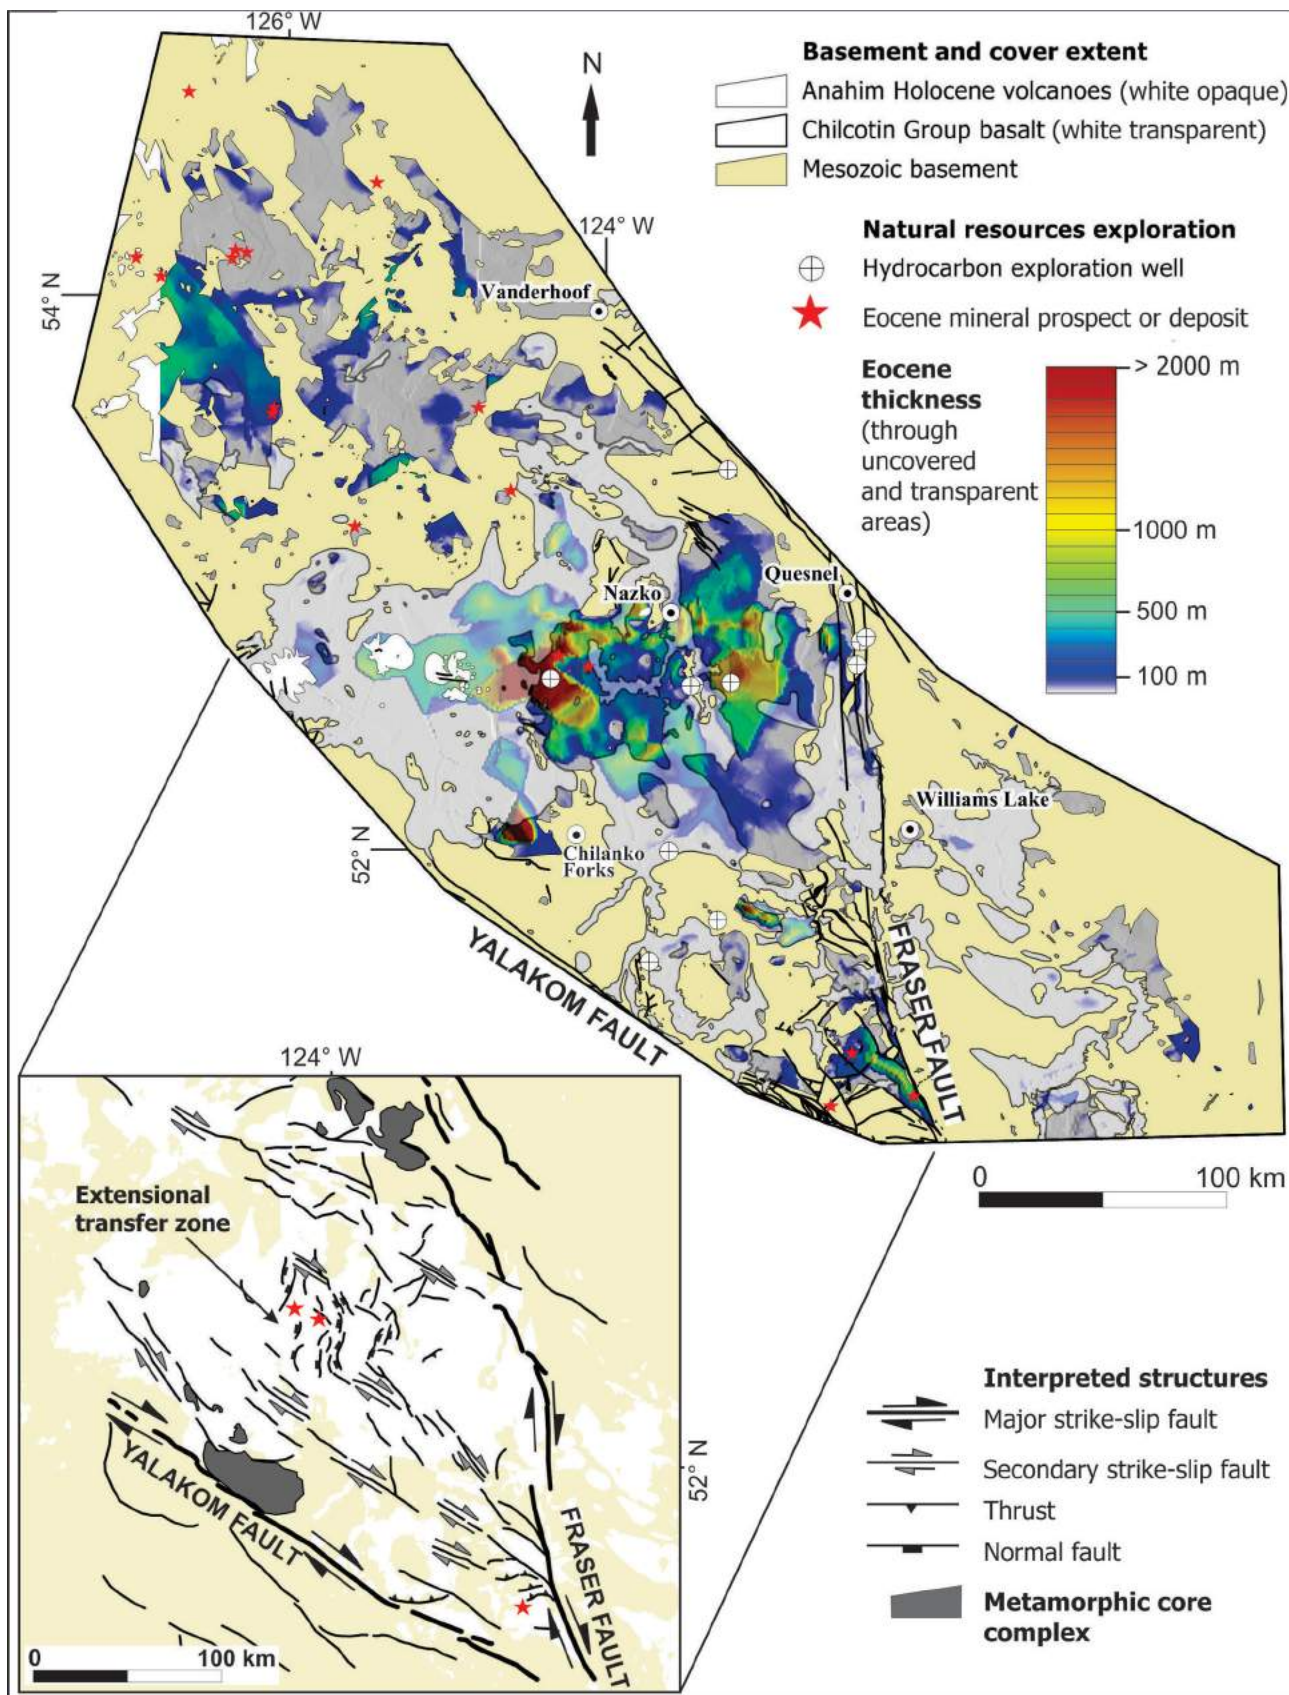 126° W
N
Basement and cover extent
Anahim Holocene volcanoes (white opaque)
Chilcotin Group basalt (white transparent)
Mesozoic basement
Natural resources exploration
Hydrocarbon exploration well
Eocene mineral prospect or deposit
Eocene
thickness
(through
uncovered
and transparent
areas)
> 2000 m
1000 m
500 m
100 m
124° W
54° N
Vanderhoof
Quesnel
Nazko
Williams Lake
52° N
Chilanko
Forks
YALAKOM FAULT
FRASER FAULT
0 100 km
124° W
Extensional
transfer zone
YALAKOM FAULT
FRASER FAULT
52° N
0 100 km
Interpreted structures
Major strike-slip fault
Secondary strike-slip fault
Thrust
Normal fault
Metamorphic core
complex